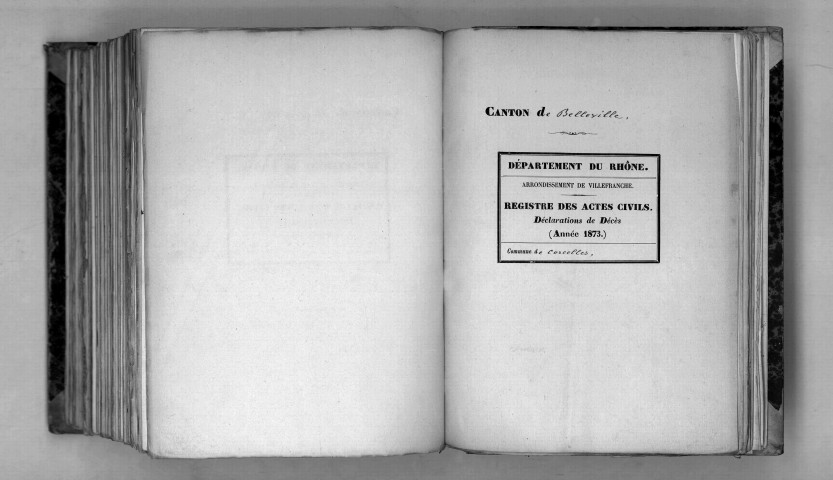 CANTON de Belleville.
DÉPARTEMENT DU RHÔNE.
ARRONDISSEMENT DE VILLEFRANCHE.
REGISTRE DES ACTES CIVILS.
Déclarations de Décès
(Année 1873.)
Commune de Corcelles,